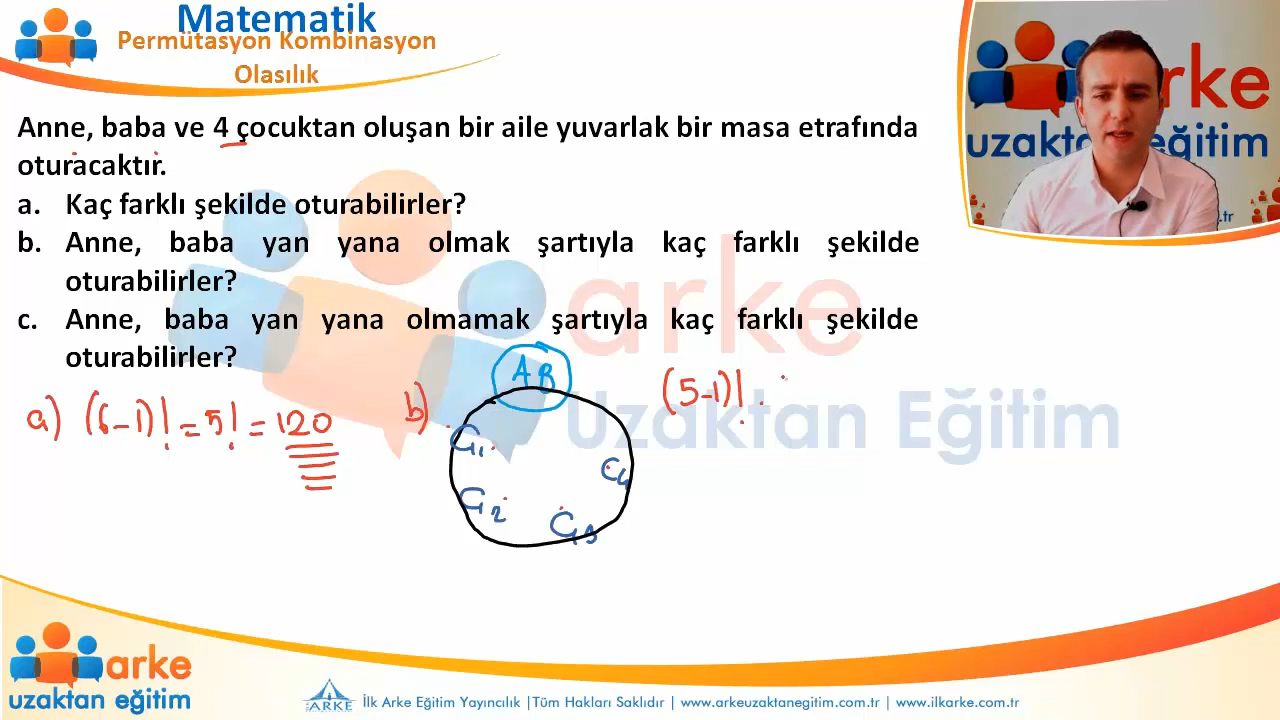 Matematik
Permütasyon Kombinasyon
Olasılık
arke
uzaktan eğitim
.tr
Anne, baba ve 4 çocuktan oluşan bir aile yuvarlak bir masa etrafında
oturacaktır.
a. Kaç farklı şekilde oturabilirler?
b. Anne, baba yan yana olmak şartıyla kaç farklı şekilde
oturabilirler?
c. Anne, baba yan yana olmamak şartıyla kaç farklı şekilde
oturabilirler?
arke
Uzaktan Eğitim
a) (6-1)! = 5! = 120
b)
AB
Ç1
Ç2
Ç3
Ç4
(5-1)! .
arke
uzaktan eğitim
ARKE
İlk Arke Eğitim Yayıncılık |Tüm Hakları Saklıdır | www.arkeuzaktanegitim.com.tr | www.ilkarke.com.tr